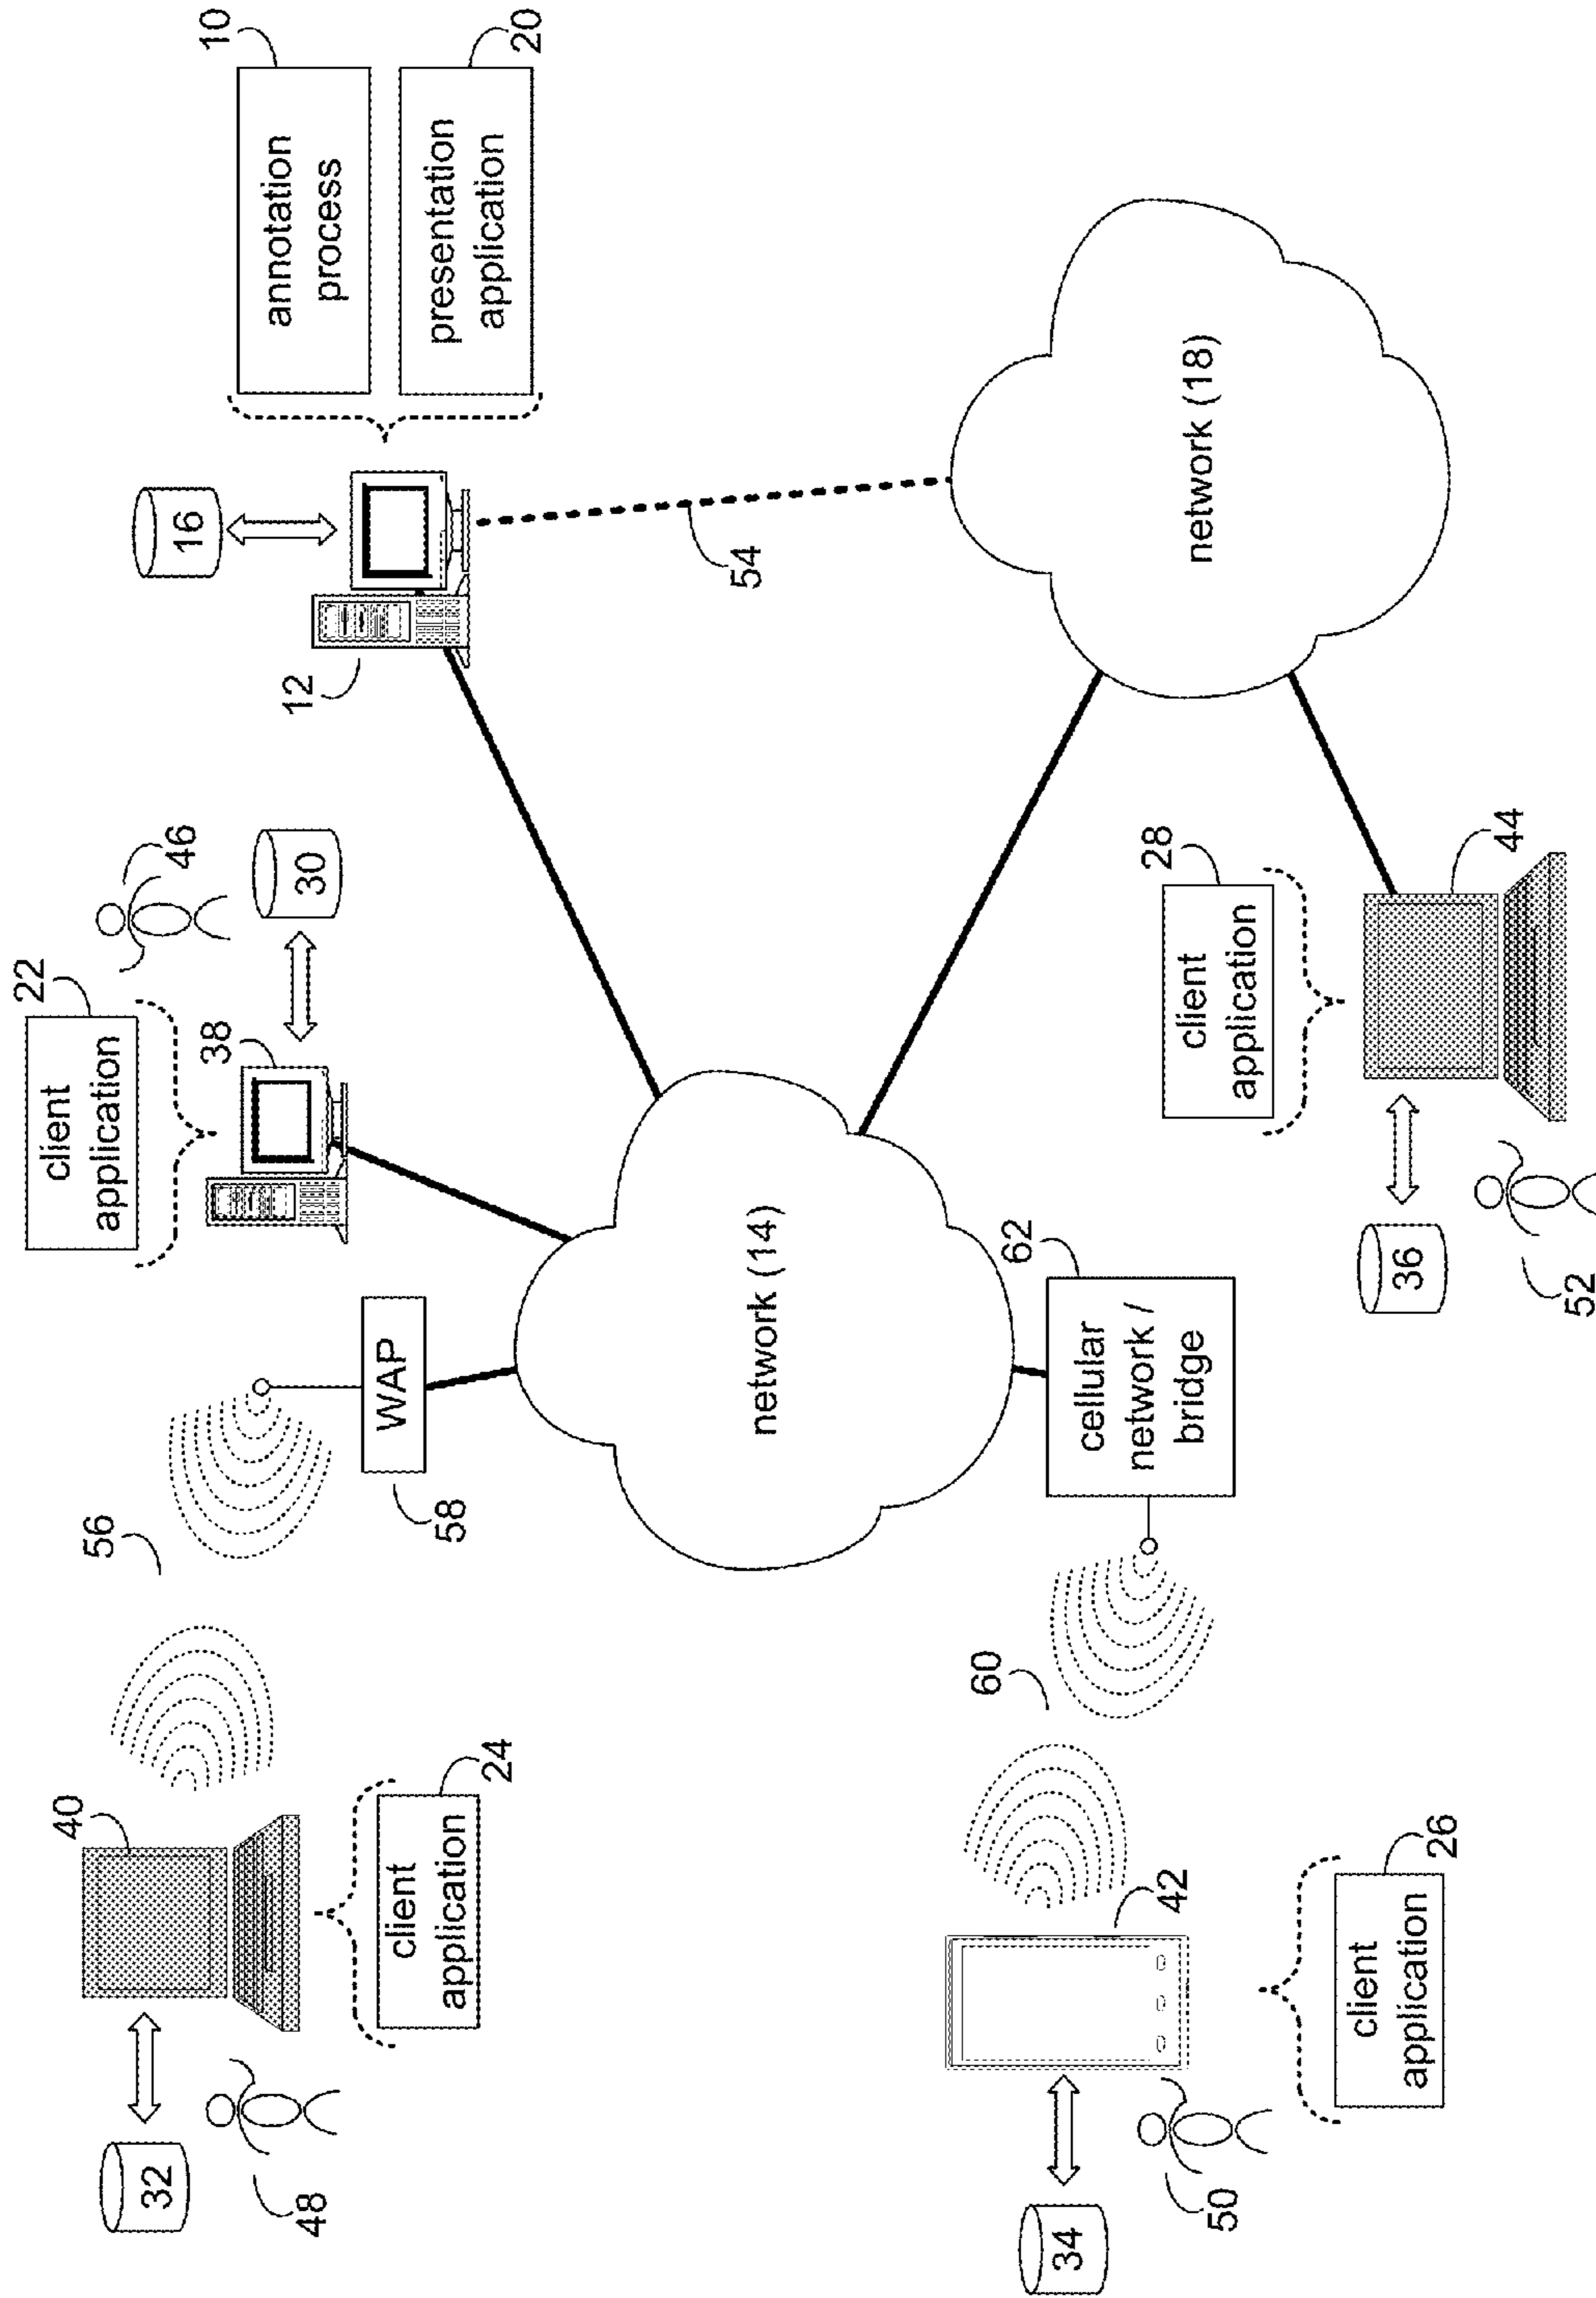 32
40
48
client
application
24
56
WAP
58
client
application
22
38
46
30
16
12
annotation
process
10
presentation
application
20
network (14)
54
network (18)
34
42
50
client
application
26
60
cellular
network /
bridge
62
36
52
client
application
28
44